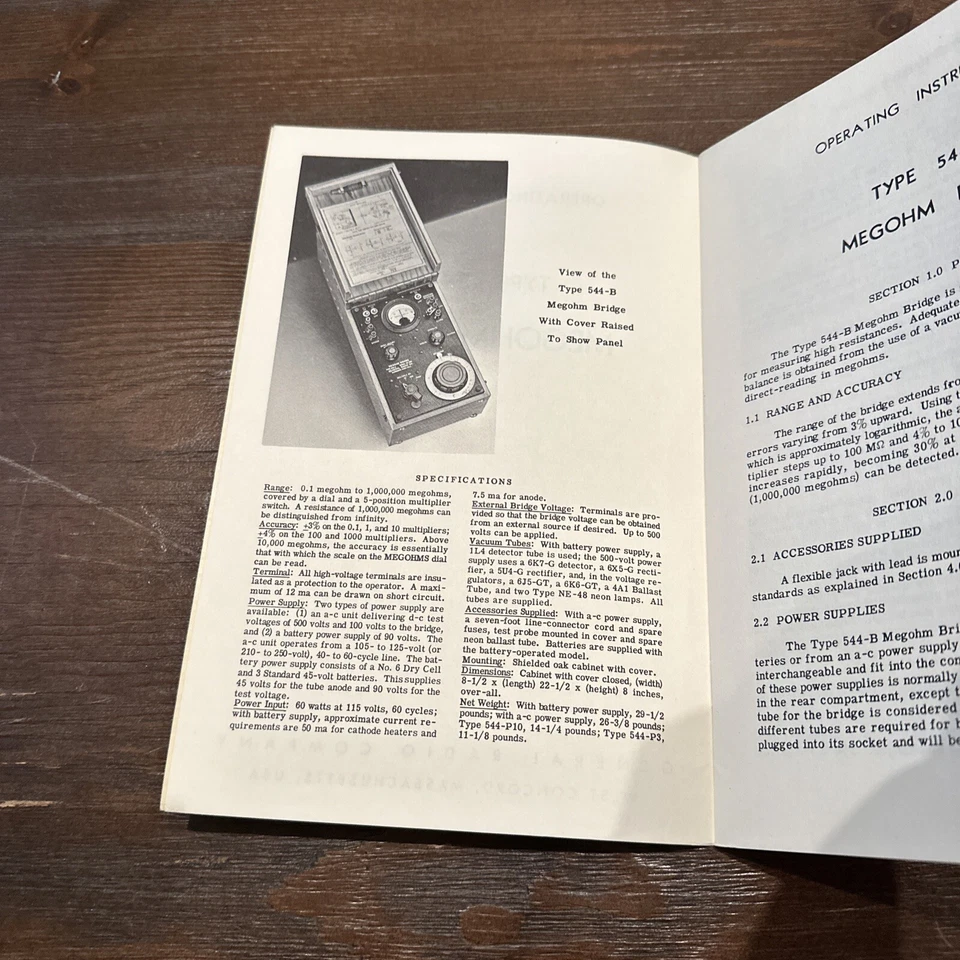 View of the
Type 544-B
Megohm Bridge
With Cover Raised
To Show Panel
SPECIFICATIONS
Range: 0.1 megohm to 1,000,000 megohms,
covered by a dial and a 5-position multiplier
switch. A resistance of 1,000,000 megohms can
be distinguished from infinity.
Accuracy: ±3% on the 0.1, 1, and 10 multipliers;
±4% on the 100 and 1000 multipliers. Above
10,000 megohms, the accuracy is essentially
that with which the scale on the MEGOHMS dial
can be read.
Terminal: All high-voltage terminals are insu-
lated as a protection to the operator. A maxi-
mum of 12 ma can be drawn on short circuit.
Power Supply: Two types of power supply are
available: (1) an a-c unit delivering d-c test
voltages of 500 volts and 100 volts to the bridge,
and (2) a battery power supply of 90 volts. The
a-c unit operates from a 105- to 125-volt (or
210- to 250-volt), 40- to 60-cycle line. The bat-
tery power supply consists of a No. 6 Dry Cell
and 3 Standard 45-volt batteries. This supplies
45 volts for the tube anode and 90 volts for the
test voltage.
Power Input: 60 watts at 115 volts, 60 cycles;
with battery supply, approximate current re-
quirements are 50 ma for cathode heaters and
7.5 ma for anode.
External Bridge Voltage: Terminals are pro-
vided so that the bridge voltage can be obtained
from an external source if desired. Up to 500
volts can be applied.
Vacuum Tubes: With battery power supply, a
1L4 detector tube is used; the 500-volt power
supply uses a 6K7-G detector, a 6X5-G recti-
fier, a 5U4-G rectifier, and, in the voltage re-
gulators, a 6J5-GT, a 6K6-GT, a 4A1 Ballast
Tube, and two Type NE-48 neon lamps. All
tubes are supplied.
Accessories Supplied: With a-c power supply,
a seven-foot line-connector cord and spare
fuses, test probe mounted in cover and spare
neon ballast tube. Batteries are supplied with
the battery-operated model.
Mounting: Shielded oak cabinet with cover.
Dimensions: Cabinet with cover closed, (width)
8-1/2 x (length) 22-1/2 x (height) 8 inches,
over-all.
Net Weight: With battery power supply, 29-1/2
pounds; with a-c power supply, 26-3/8 pounds;
Type 544-P10, 14-1/4 pounds; Type 544-P3,
11-1/8 pounds.
OPERATING INSTR
TYPE 54
MEGOHM
SECTION 1.0 P
The Type 544-B Megohm Bridge is
for measuring high resistances. Adequate
balance is obtained from the use of a vacu
direct-reading in megohms.
1.1 RANGE AND ACCURACY
The range of the bridge extends fro
errors varying from 3% upward. Using t
which is approximately logarithmic, the a
tiplier steps up to 100 MΩ and 4% to 10
increases rapidly, becoming 30% at
(1,000,000 megohms) can be detected.
SECTION 2.0
2.1 ACCESSORIES SUPPLIED
A flexible jack with lead is moun
standards as explained in Section 4.
2.2 POWER SUPPLIES
The Type 544-B Megohm Bri
teries or from an a-c power supply
interchangeable and fit into the con
of these power supplies is normally
in the rear compartment, except t
tube for the bridge is considered
different tubes are required for b
plugged into its socket and will be